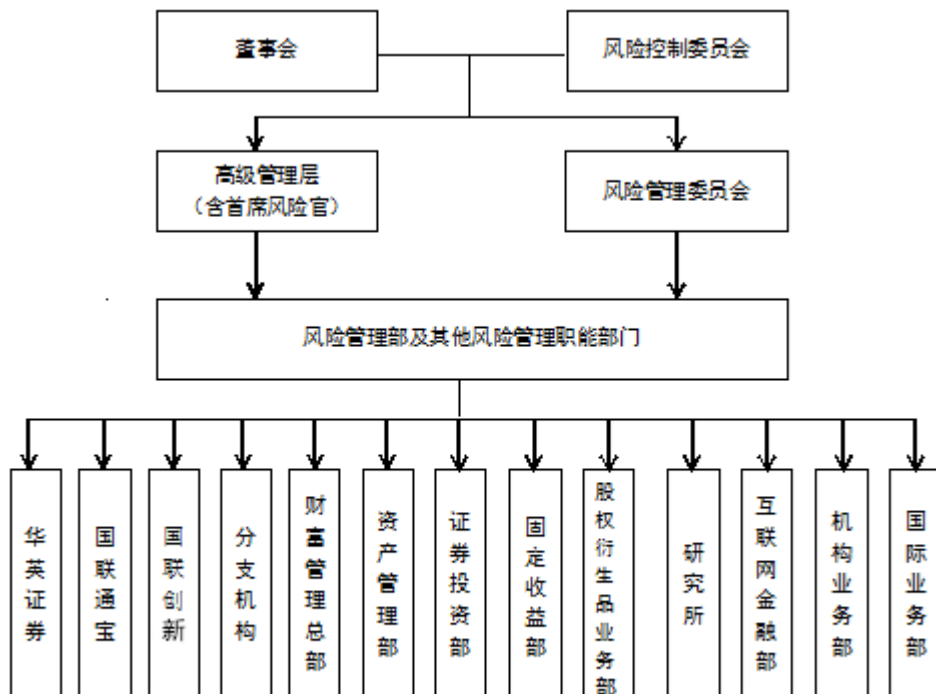 董事会
风险控制委员会
高级管理层
（含首席风险官）
风险管理委员会
风险管理部及其他风险管理职能部门
华英证券
国联通宝
国联创新
分支机构
财富管理总部
资产管理部
证券投资部
固定收益部
股权衍生品业务部
研究所
互联网金融部
机构业务部
国际业务部